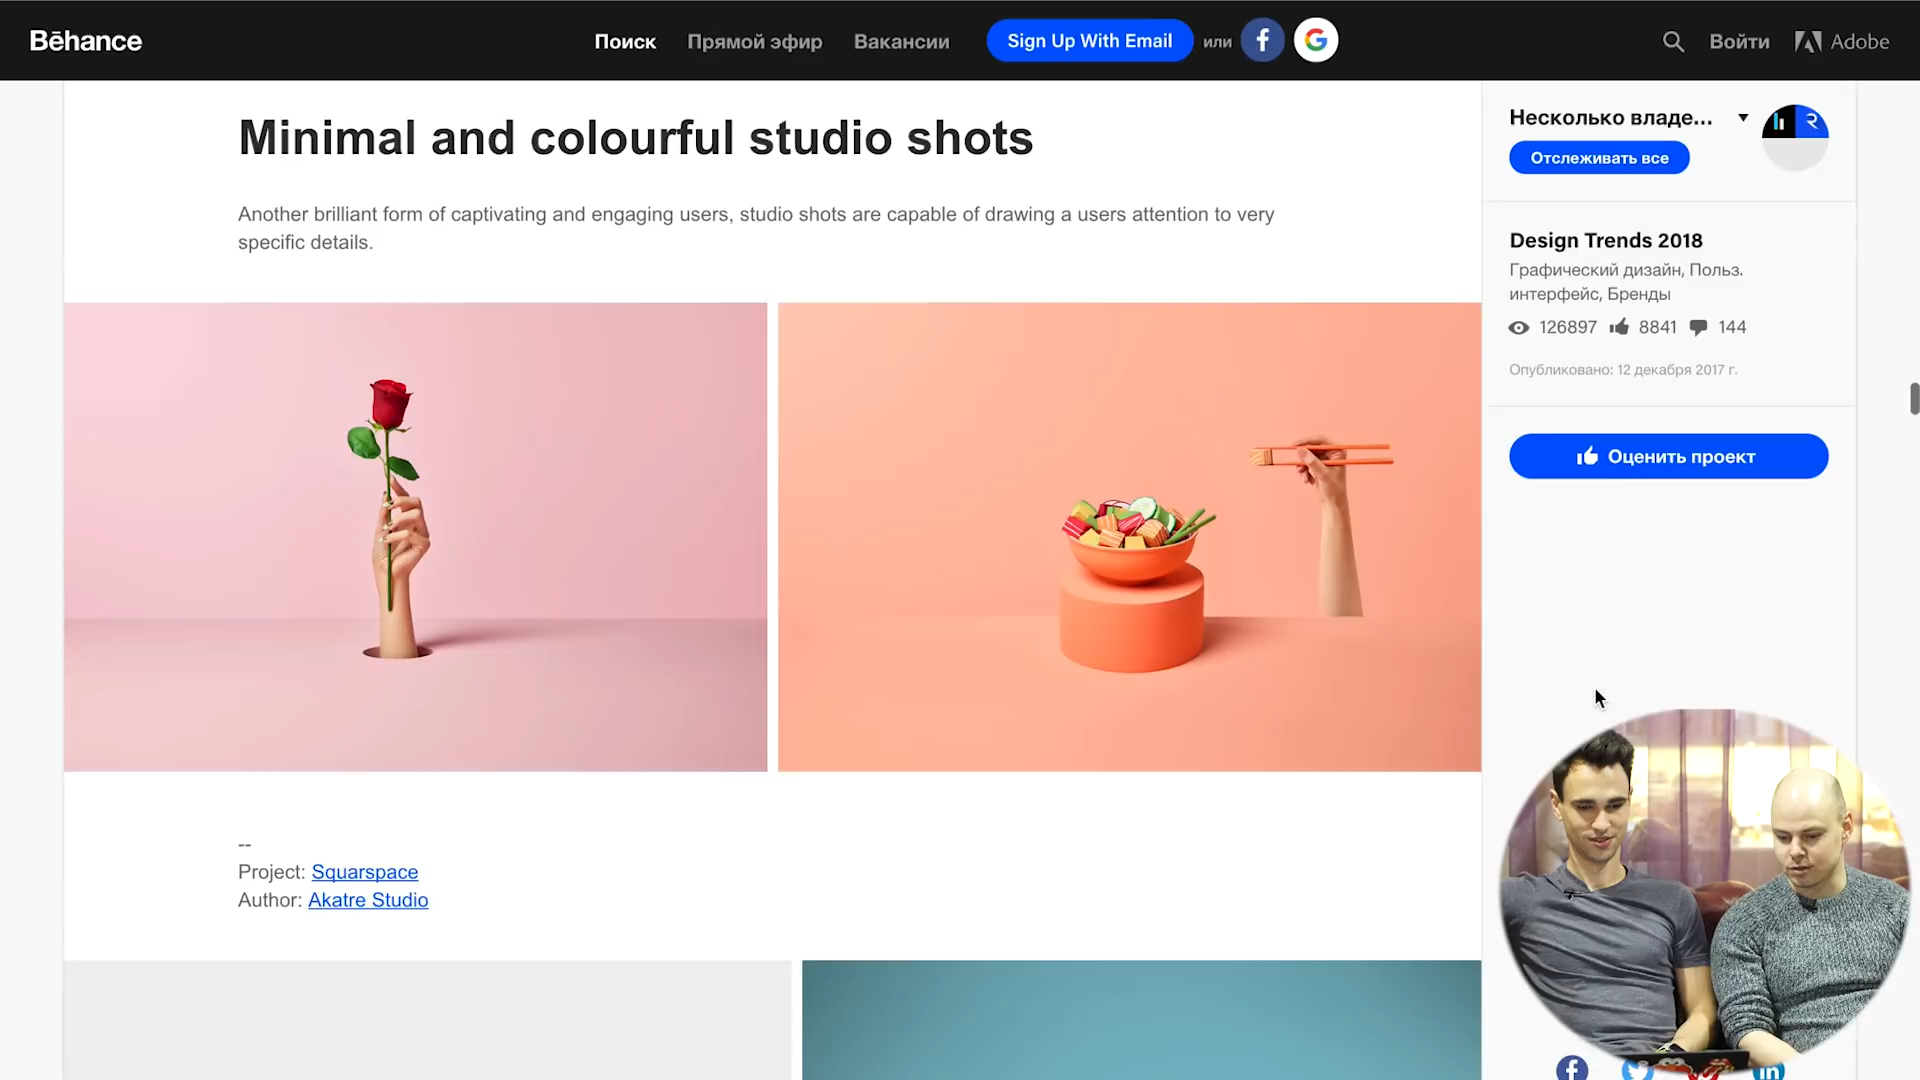 Bēhance
Поиск
Прямой эфир
Вакансии
Sign Up With Email
или
Войти
Adobe
Minimal and colourful studio shots
Another brilliant form of captivating and engaging users, studio shots are capable of drawing a users attention to very
specific details.
Несколько владе...
Отслеживать все
Design Trends 2018
Графический дизайн, Польз.
интерфейс, Бренды
126897 8841 144
Опубликовано: 12 декабря 2017 г.
Оценить проект
--
Project: Squarspace
Author: Akatre Studio